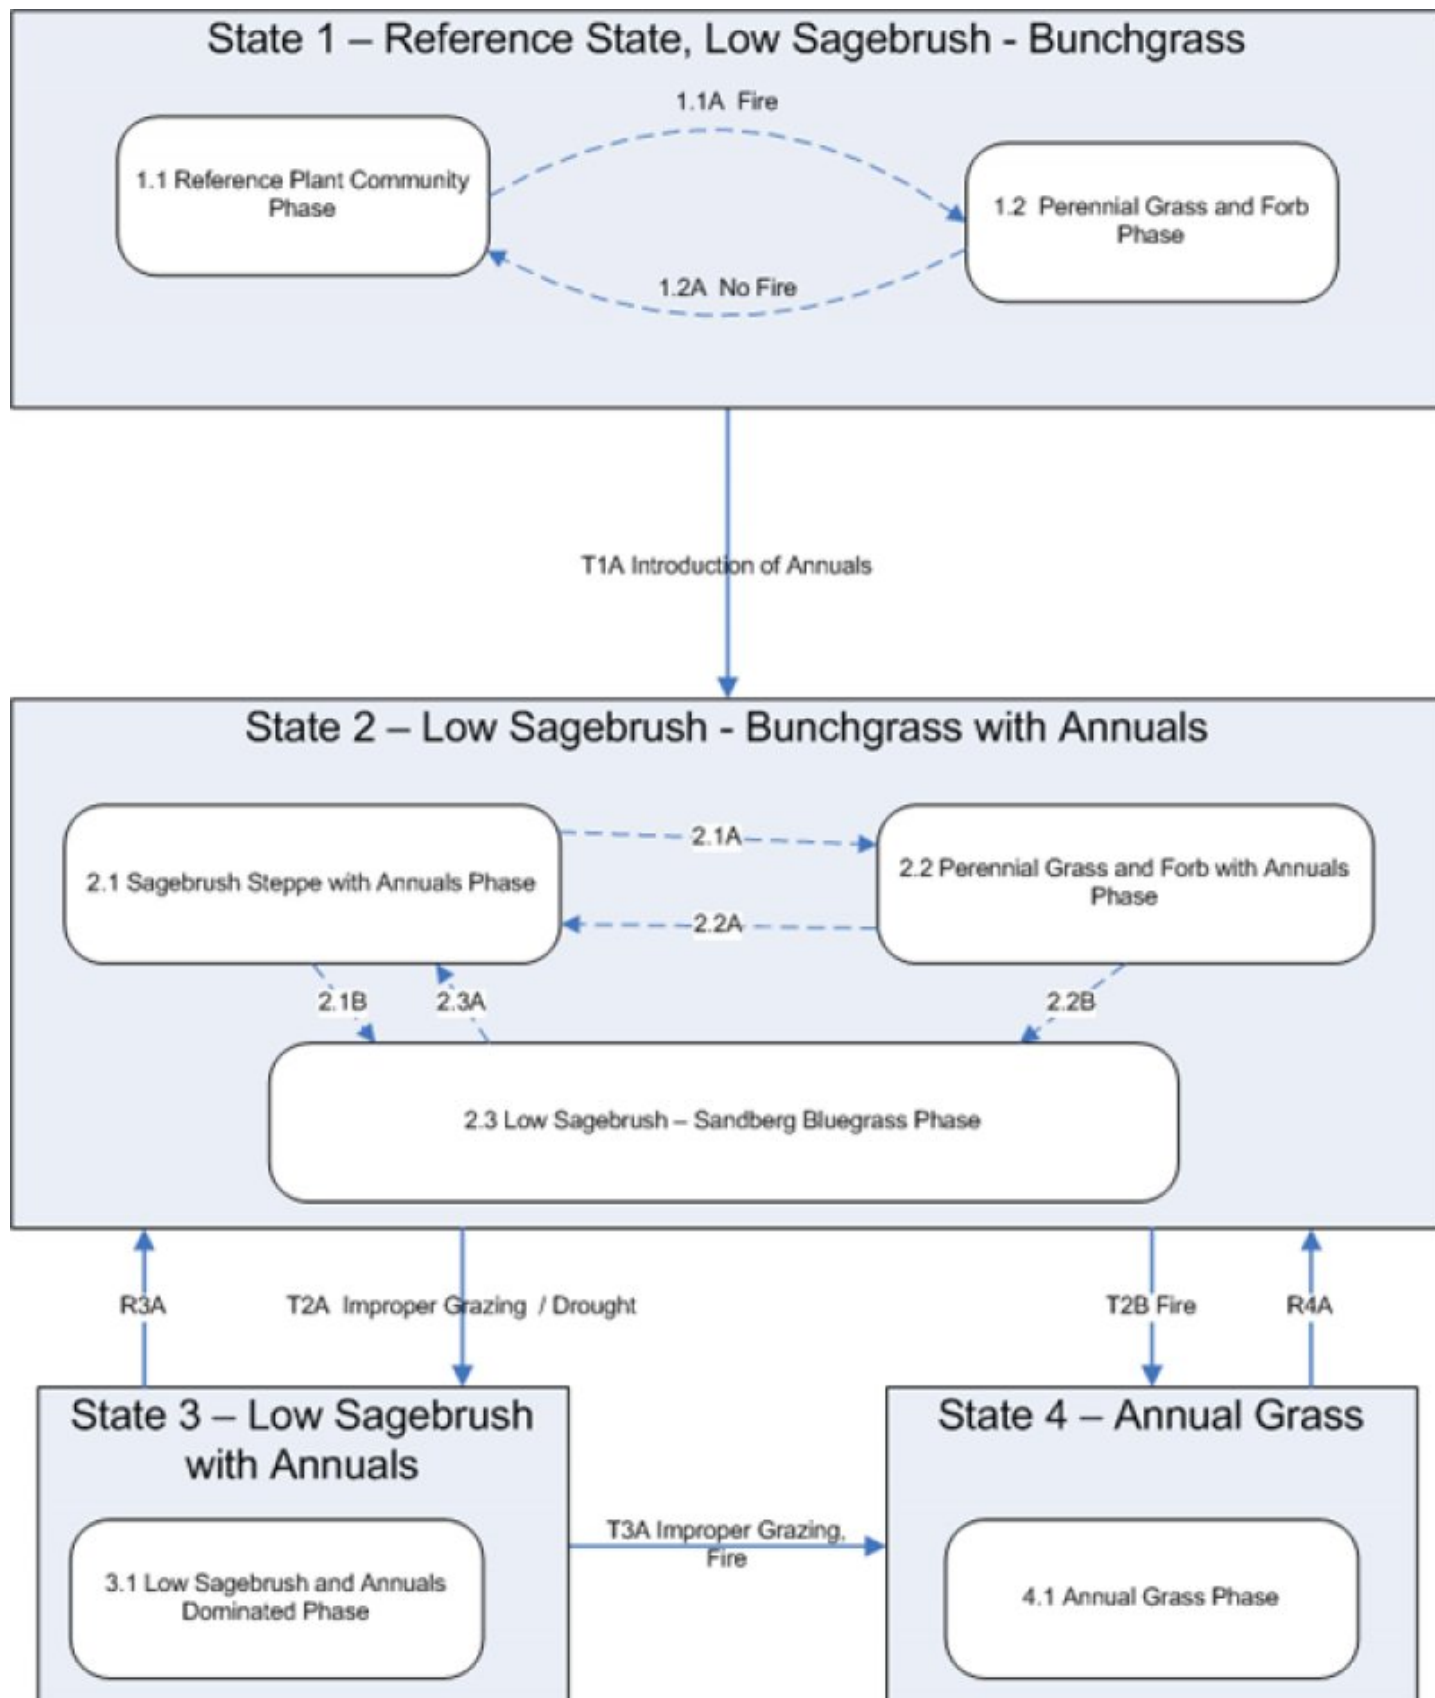 State 1 – Reference State, Low Sagebrush - Bunchgrass
1.1A  Fire
1.1 Reference Plant Community
Phase
1.2  Perennial Grass and Forb
Phase
1.2A  No Fire
T1A Introduction of Annuals
State 2 – Low Sagebrush - Bunchgrass with Annuals
2.1A
2.1 Sagebrush Steppe with Annuals Phase
2.2 Perennial Grass and Forb with Annuals
Phase
2.2A
2.1B
2.3A
2.2B
2.3 Low Sagebrush – Sandberg Bluegrass Phase
R3A
T2A  Improper Grazing  / Drought
T2B Fire
R4A
State 3 – Low Sagebrush
with Annuals
State 4 – Annual Grass
T3A Improper Grazing,
Fire
3.1 Low Sagebrush and Annuals
Dominated Phase
4.1 Annual Grass Phase